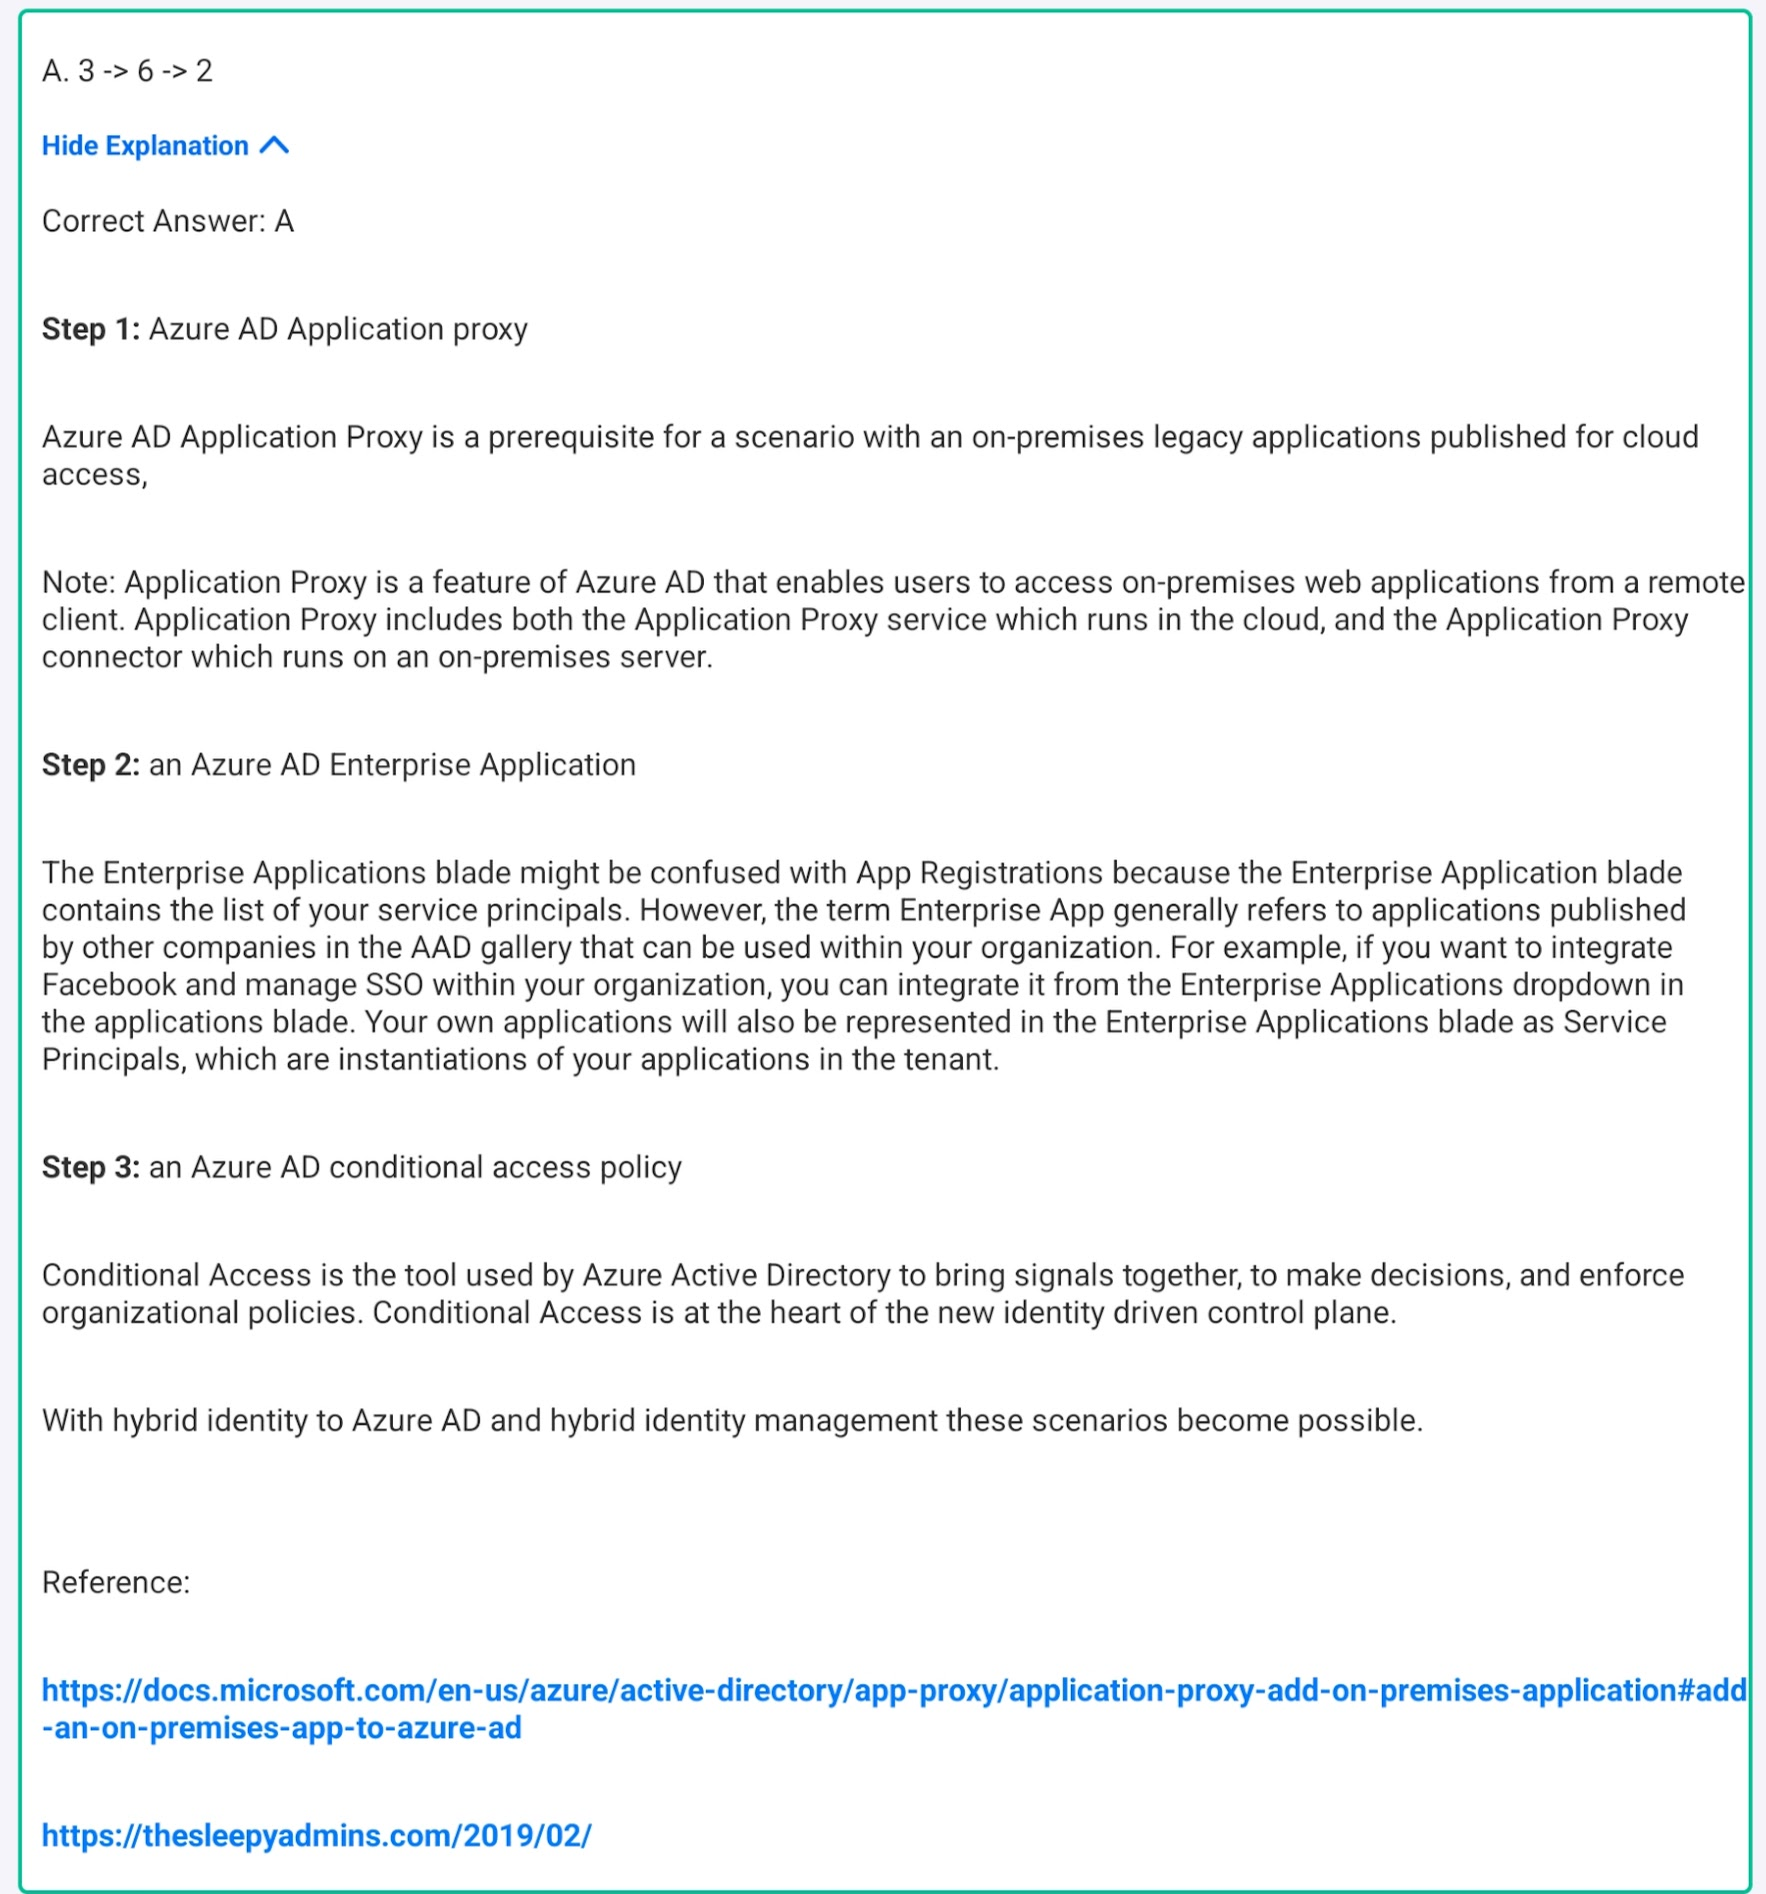 A. 3 -> 6 -> 2
Hide Explanation
Correct Answer: A
Step 1: Azure AD Application proxy
Azure AD Application Proxy is a prerequisite for a scenario with an on-premises legacy applications published for cloud
access,
Note: Application Proxy is a feature of Azure AD that enables users to access on-premises web applications from a remote
client. Application Proxy includes both the Application Proxy service which runs in the cloud, and the Application Proxy
connector which runs on an on-premises server.
Step 2: an Azure AD Enterprise Application
The Enterprise Applications blade might be confused with App Registrations because the Enterprise Application blade
contains the list of your service principals. However, the term Enterprise App generally refers to applications published
by other companies in the AAD gallery that can be used within your organization. For example, if you want to integrate
Facebook and manage SSO within your organization, you can integrate it from the Enterprise Applications dropdown in
the applications blade. Your own applications will also be represented in the Enterprise Applications blade as Service
Principals, which are instantiations of your applications in the tenant.
Step 3: an Azure AD conditional access policy
Conditional Access is the tool used by Azure Active Directory to bring signals together, to make decisions, and enforce
organizational policies. Conditional Access is at the heart of the new identity driven control plane.
With hybrid identity to Azure AD and hybrid identity management these scenarios become possible.
Reference:
https://docs.microsoft.com/en-us/azure/active-directory/app-proxy/application-proxy-add-on-premises-application#add
-an-on-premises-app-to-azure-ad
https://thesleepyadmins.com/2019/02/